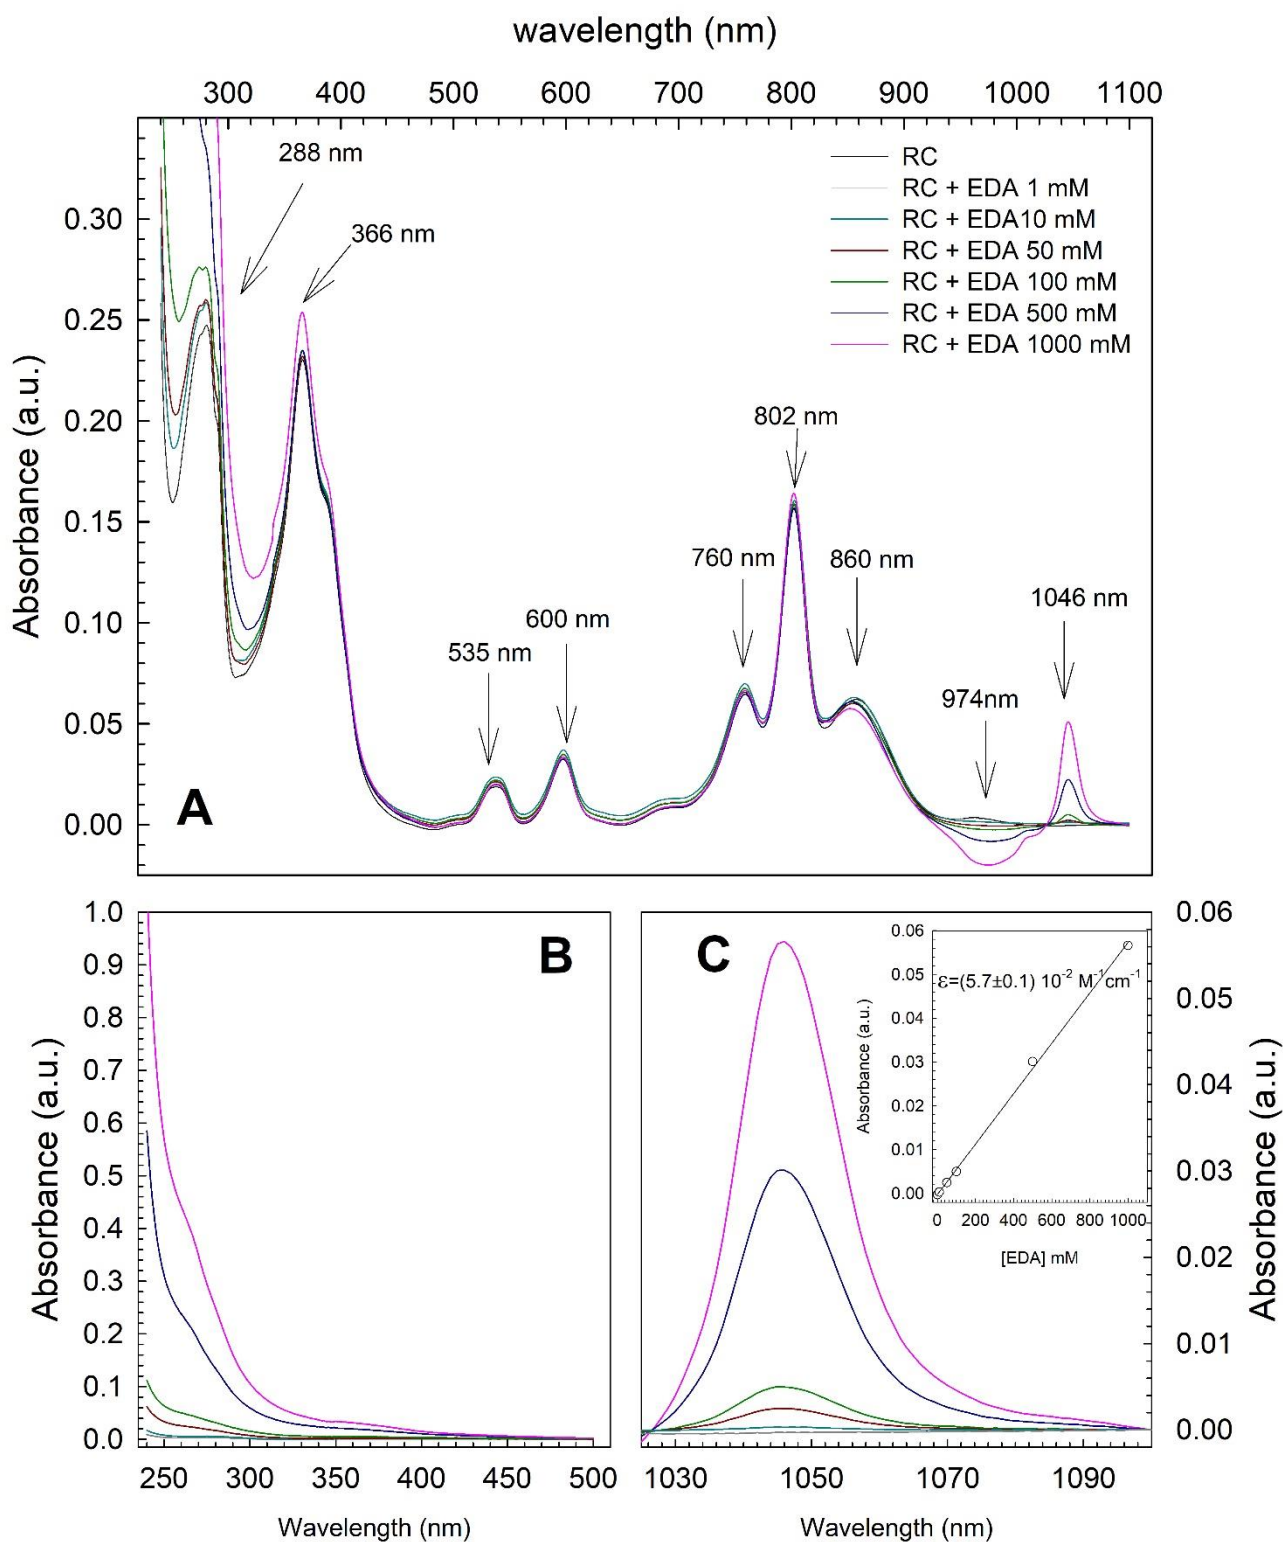 wavelength (nm)
300 400 500 600 700 800 900 1000 1100
288 nm
366 nm
RC
RC + EDA 1 mM
RC + EDA10 mM
RC + EDA 50 mM
RC + EDA 100 mM
RC + EDA 500 mM
RC + EDA 1000 mM
0.30
0.25
0.20
0.15
0.10
0.05
0.00
Absorbance (a.u.)
802 nm
760 nm
860 nm
1046 nm
600 nm
535 nm
974nm
A
1.0
0.9
0.8
0.7
0.6
0.5
0.4
0.3
0.2
0.1
0.0
Absorbance (a.u.)
B
250 300 350 400 450 500
Wavelength (nm)
C
0.06
0.05
0.04
0.03
0.02
0.01
0.00
Absorbance (a.u.)
1030 1050 1070 1090
Wavelength (nm)
0.06
0.05
0.04
0.03
0.02
0.01
0.00
Absorbance (a.u.)
ε=(5.7±0.1) 10⁻² M⁻¹cm⁻¹
0 200 400 600 800 1000
[EDA] mM